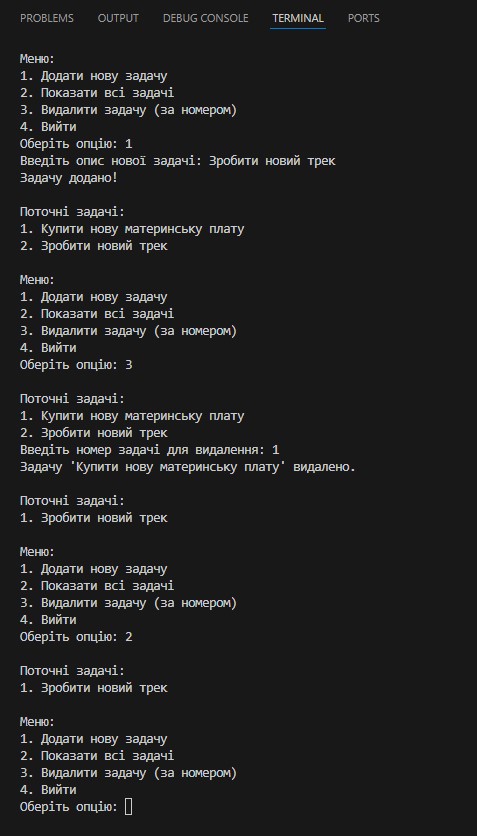 PROBLEMS OUTPUT DEBUG CONSOLE TERMINAL PORTS
Меню:
1. Додати нову задачу
2. Показати всі задачі
3. Видалити задачу (за номером)
4. Вийти
Оберіть опцію: 1
Введіть опис нової задачі: Зробити новий трек
Задачу додано!
Поточні задачі:
1. Купити нову материнську плату
2. Зробити новий трек
Меню:
1. Додати нову задачу
2. Показати всі задачі
3. Видалити задачу (за номером)
4. Вийти
Оберіть опцію: 3
Поточні задачі:
1. Купити нову материнську плату
2. Зробити новий трек
Введіть номер задачі для видалення: 1
Задачу 'Купити нову материнську плату' видалено.
Поточні задачі:
1. Зробити новий трек
Меню:
1. Додати нову задачу
2. Показати всі задачі
3. Видалити задачу (за номером)
4. Вийти
Оберіть опцію: 2
Поточні задачі:
1. Зробити новий трек
Меню:
1. Додати нову задачу
2. Показати всі задачі
3. Видалити задачу (за номером)
4. Вийти
Оберіть опцію: